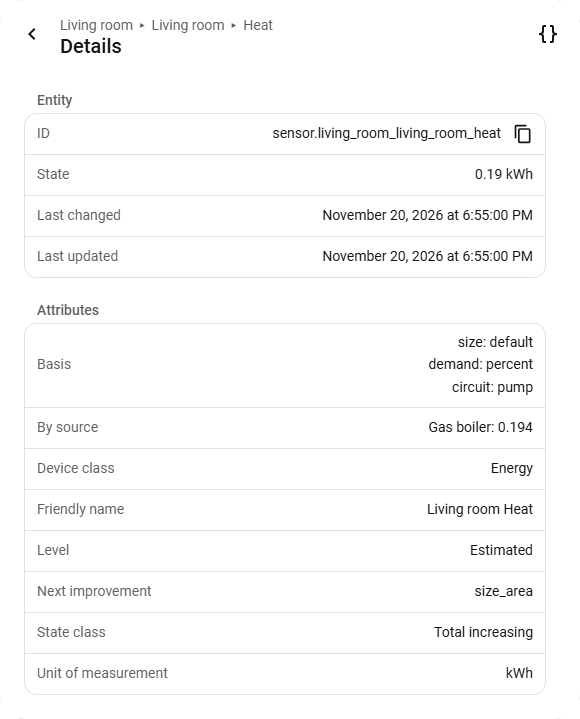 Living room ▸ Living room ▸ Heat
Details
{}
Entity
ID
sensor.living_room_living_room_heat
State
0.19 kWh
Last changed
November 20, 2026 at 6:55:00 PM
Last updated
November 20, 2026 at 6:55:00 PM
Attributes
Basis
size: default
demand: percent
circuit: pump
By source
Gas boiler: 0.194
Device class
Energy
Friendly name
Living room Heat
Level
Estimated
Next improvement
size_area
State class
Total increasing
Unit of measurement
kWh